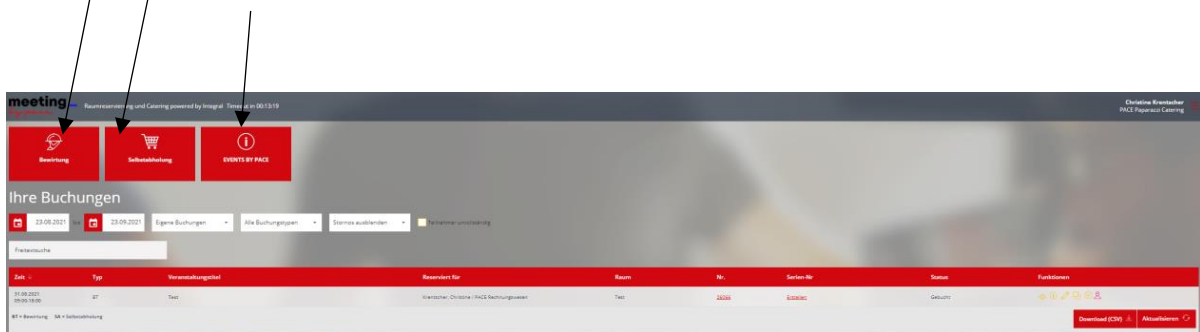 meeting
Raumreservierung und Catering powered by Integral Timeout in 00:13:19
Christine Krentscher
PACE Paparazzi Catering
Bewirtung
Selbstabholung
EVENTS BY PACE
Ihre Buchungen
23.08.2021 bis 23.09.2021 Eigene Buchungen Alle Buchungstypen Stornos ausblenden Teilnehmer unvollständig
Freitextsuche
Zeit Typ Veranstaltungstitel Reserviert für Raum Nr. Serien-Nr Status Funktionen
31.08.2021
09:00-18:00 BT Test Krentscher, Christine / PACE Rechnungswesen Test Erstellen Gebucht
BT = Bewirtung SA = Selbstabholung
Download (CSV) Aktualisieren